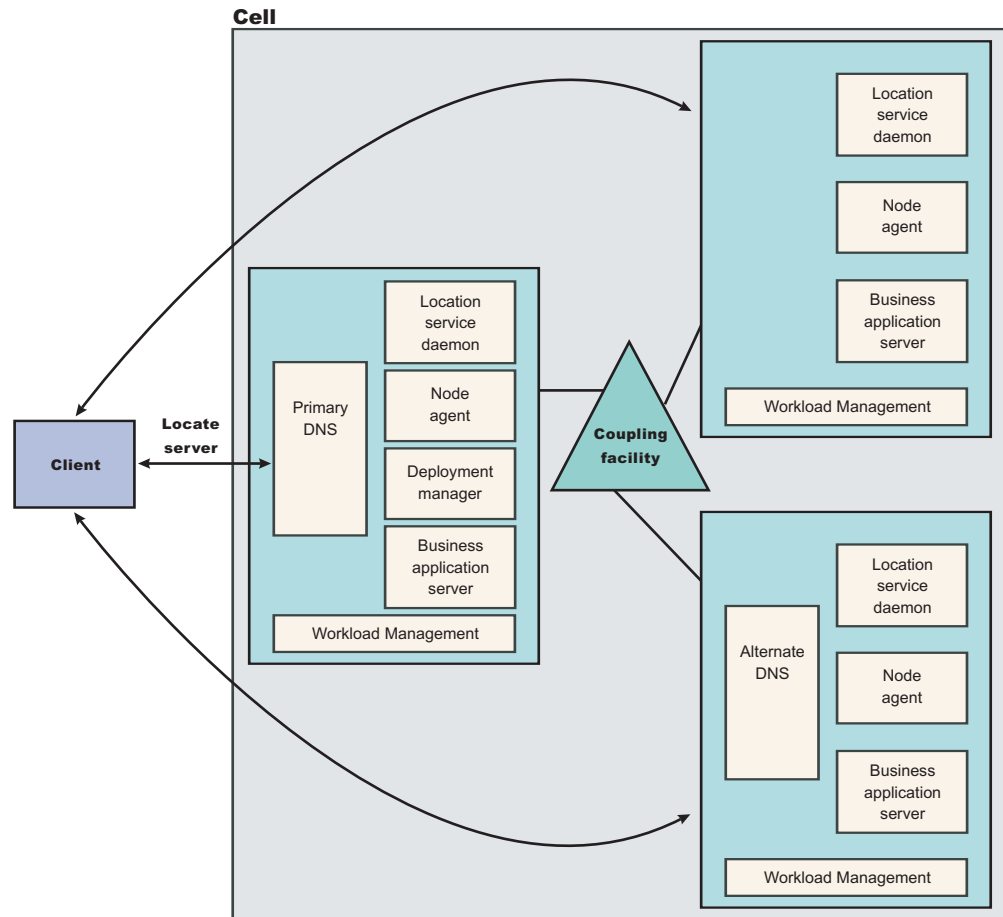 Cell
Location
service
daemon
Node
agent
Business
application
server
Workload Management
Location
service
daemon
Primary
DNS
Node
agent
Deployment
manager
Business
application
server
Workload Management
Coupling
facility
Locate
server
Client
Location
service
daemon
Alternate
DNS
Node
agent
Business
application
server
Workload Management